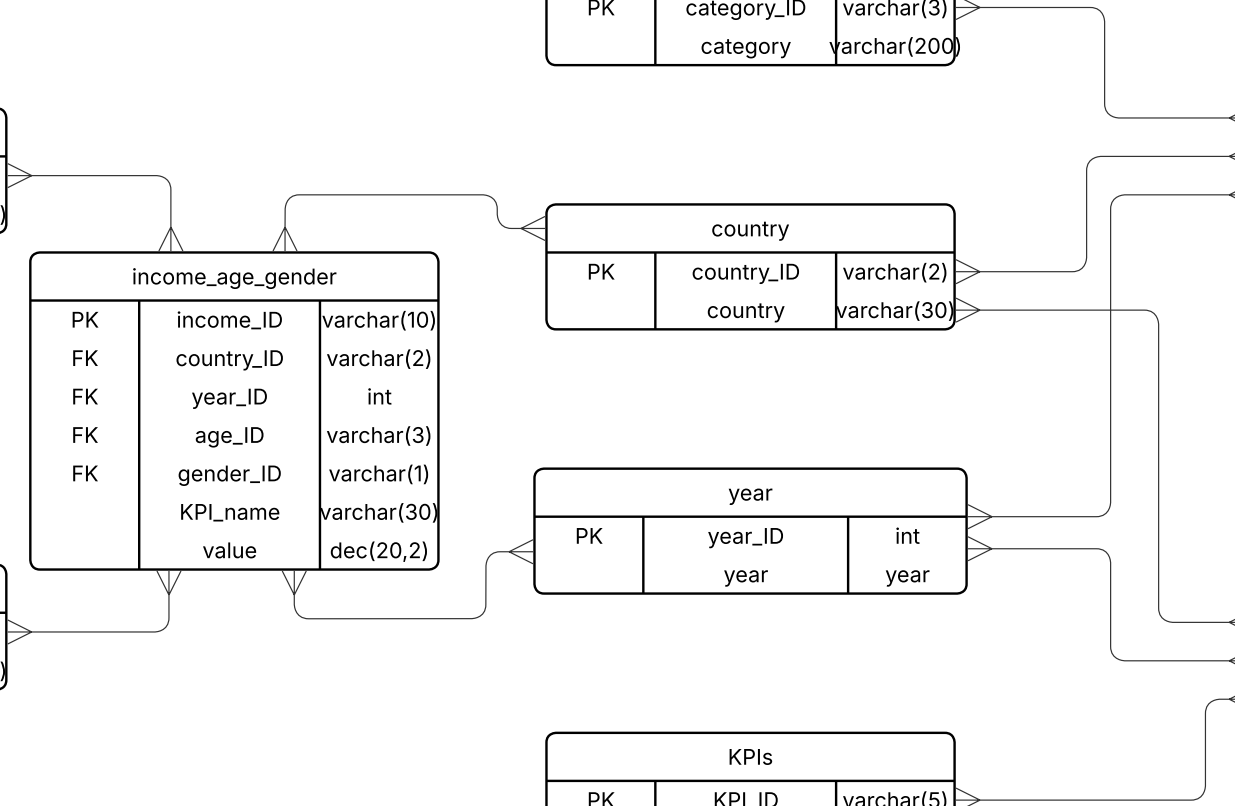 PK category_ID varchar(3)
category varchar(200)
)
country
PK country_ID varchar(2)
country varchar(30)
income_age_gender
PK income_ID varchar(10)
FK country_ID varchar(2)
FK year_ID int
FK age_ID varchar(3)
FK gender_ID varchar(1)
KPI_name varchar(30)
value dec(20,2)
year
PK year_ID int
year year
)
KPIs
PK KPI_ID varchar(5)